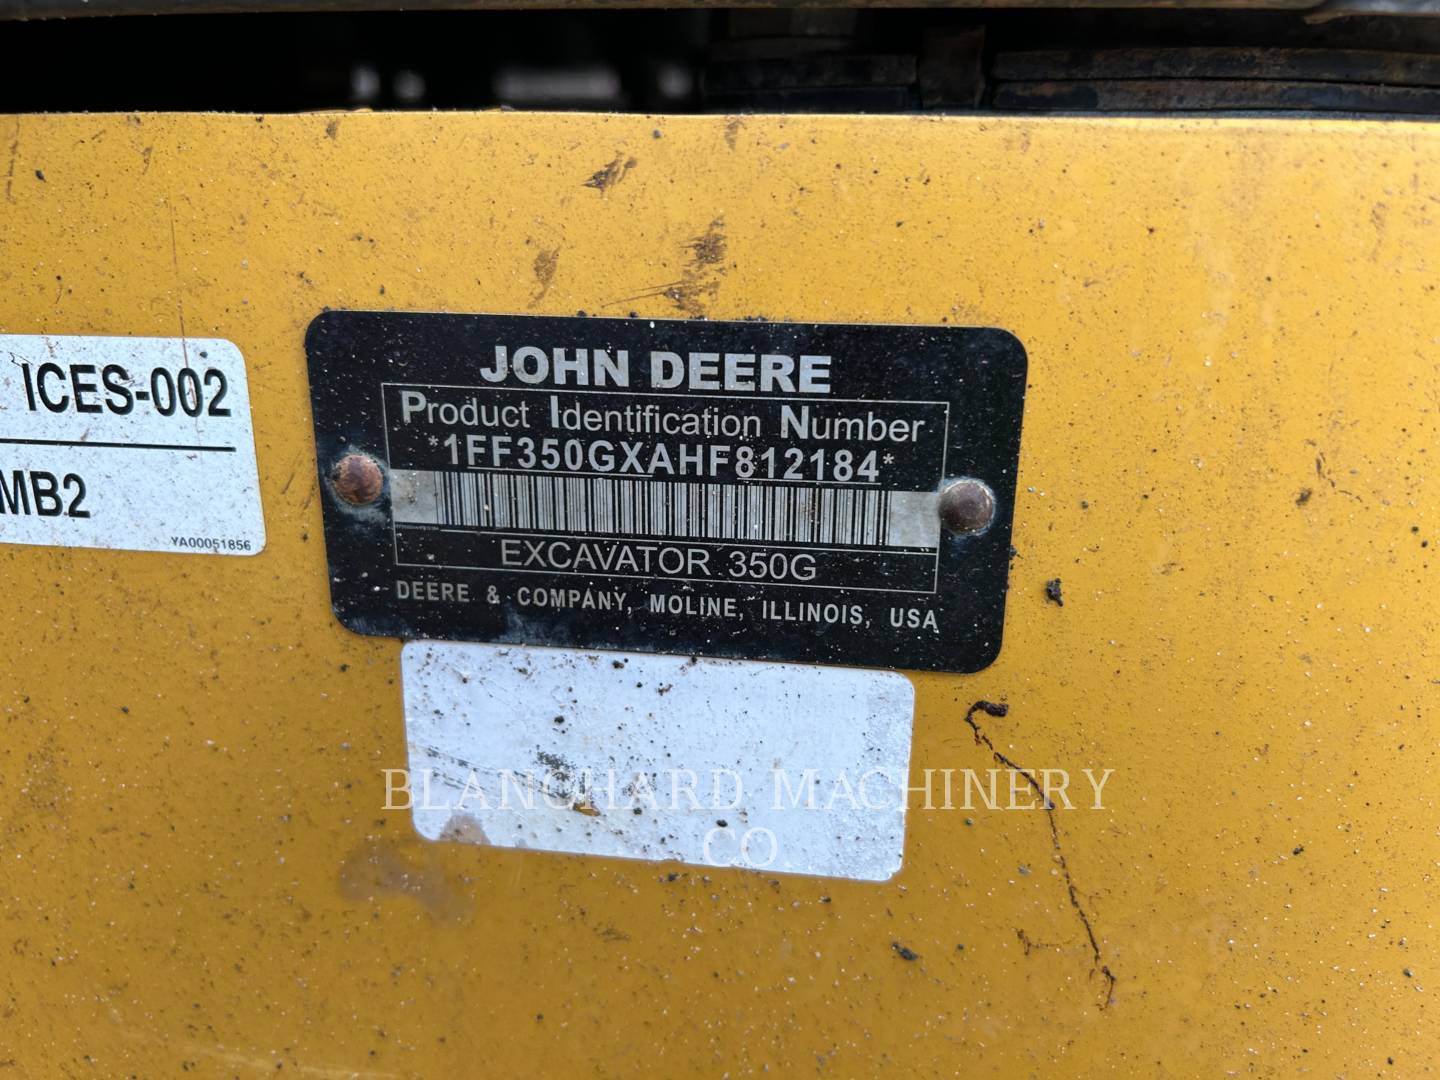 ICES-002
MB2
YA00051856
JOHN DEERE
Product Identification Number
*1FF350GXAHF812184*
EXCAVATOR 350G
DEERE & COMPANY, MOLINE, ILLINOIS, USA
BLANCHARD MACHINERY
CO